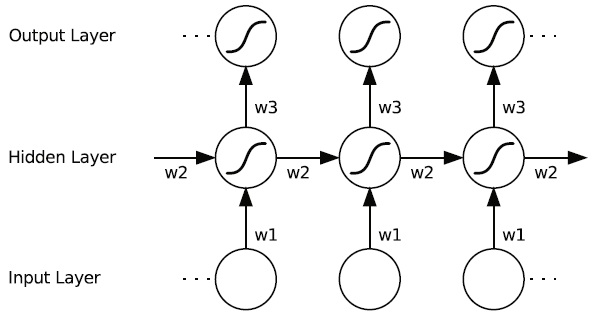 Output Layer
w3 w3 w3
Hidden Layer
w2 w2 w2 w2
w1 w1 w1
Input Layer